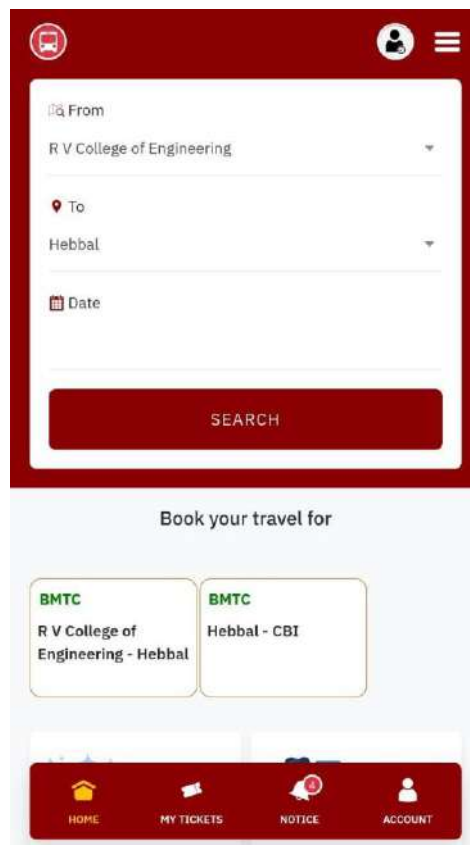 From
R V College of Engineering
To
Hebbal
Date
SEARCH
Book your travel for
BMTC
R V College of
Engineering - Hebbal
BMTC
Hebbal - CBI
4
HOME
MY TICKETS
NOTICE
ACCOUNT